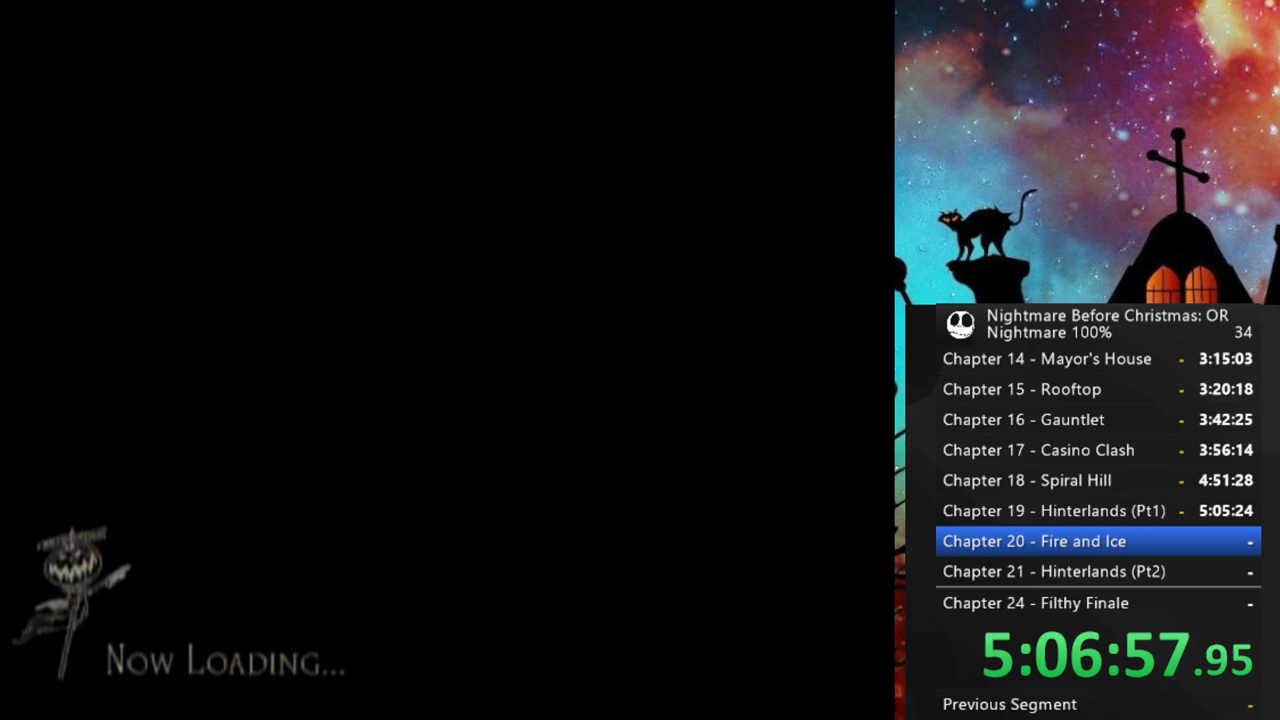 Nightmare Before Christmas: OR
Nightmare 100% 34
Chapter 14 - Mayor's House - 3:15:03
Chapter 15 - Rooftop - 3:20:18
Chapter 16 - Gauntlet - 3:42:25
Chapter 17 - Casino Clash - 3:56:14
Chapter 18 - Spiral Hill - 4:51:28
Chapter 19 - Hinterlands (Pt1) - 5:05:24
Chapter 20 - Fire and Ice -
Chapter 21 - Hinterlands (Pt2) -
Chapter 24 - Filthy Finale -
5:06:57.95
Previous Segment -
Now Loading...